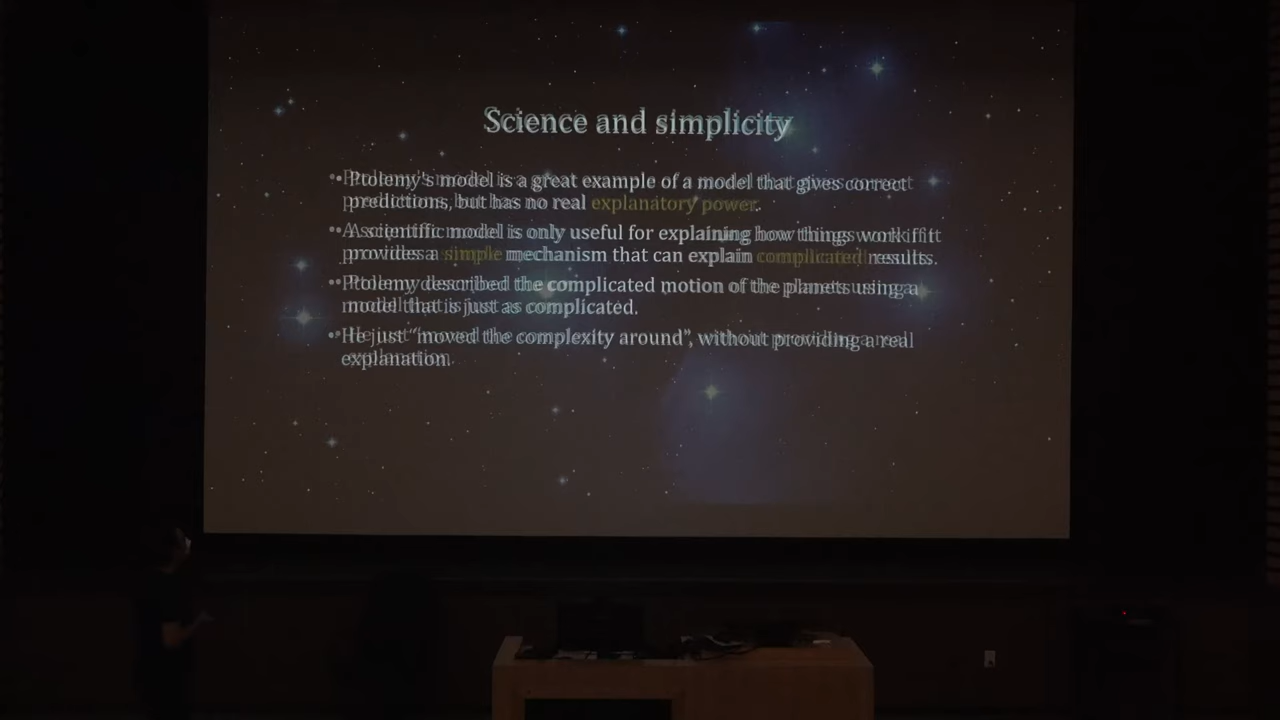 Science and simplicity
• Ptolemy's model is a great example of a model that gives correct
predictions, but has no real explanatory power.
• A scientific model is only useful for explaining how things work if it
provides a simple mechanism that can explain complicated results.
• Ptolemy described the complicated motion of the planets using a
model that is just as complicated.
• He just “moved the complexity around”, without providing a real
explanation.